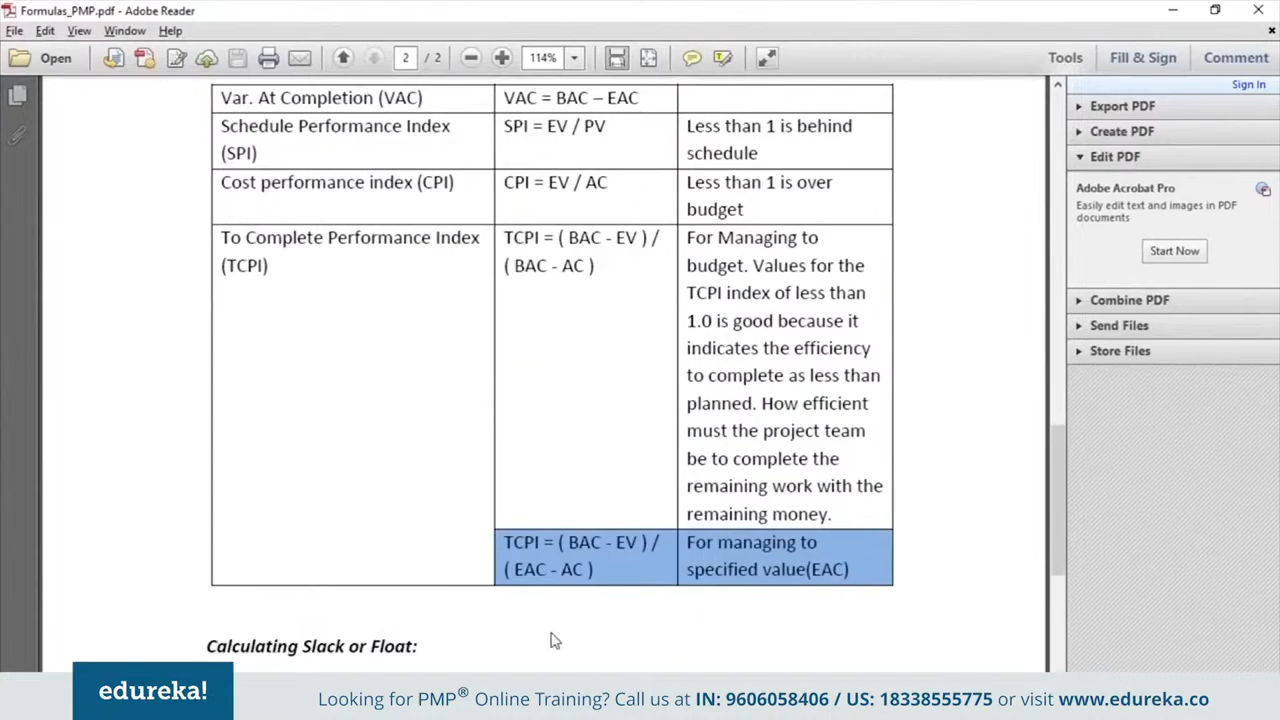 Formulas_PMP.pdf - Adobe Reader
File Edit View Window Help
Open 2 / 2 114% Tools Fill & Sign Comment
Sign In
Export PDF
Create PDF
Edit PDF
Adobe Acrobat Pro
Easily edit text and images in PDF
documents
Start Now
Combine PDF
Send Files
Store Files
Var. At Completion (VAC) VAC = BAC – EAC
Schedule Performance Index SPI = EV / PV Less than 1 is behind
(SPI) schedule
Cost performance index (CPI) CPI = EV / AC Less than 1 is over
budget
To Complete Performance Index TCPI = ( BAC - EV ) / For Managing to
(TCPI) ( BAC - AC ) budget. Values for the
TCPI index of less than
1.0 is good because it
indicates the efficiency
to complete as less than
planned. How efficient
must the project team
be to complete the
remaining work with the
remaining money.
TCPI = ( BAC - EV ) / For managing to
( EAC - AC ) specified value(EAC)
Calculating Slack or Float:
edureka!
Looking for PMP® Online Training? Call us at IN: 9606058406 / US: 18338555775 or visit www.edureka.co